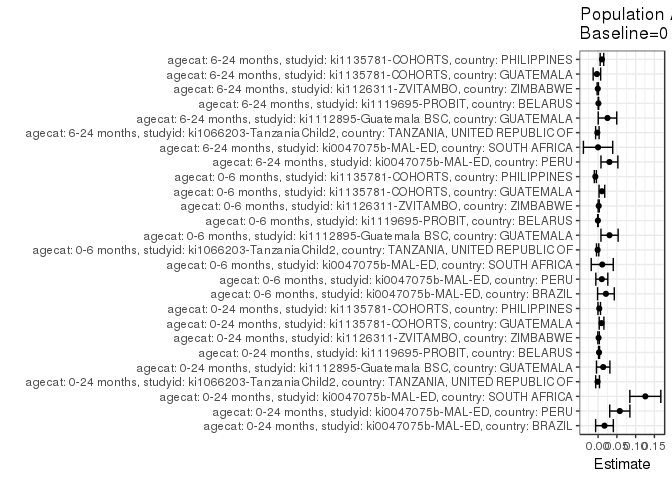 Population
Baseline=0
agecat: 6-24 months, studyid: ki1135781-COHORTS, country: PHILIPPINES
agecat: 6-24 months, studyid: ki1135781-COHORTS, country: GUATEMALA
agecat: 6-24 months, studyid: ki1126311-ZVITAMBO, country: ZIMBABWE
agecat: 6-24 months, studyid: ki1119695-PROBIT, country: BELARUS
agecat: 6-24 months, studyid: ki1112895-Guatemala BSC, country: GUATEMALA
agecat: 6-24 months, studyid: ki1066203-TanzaniaChild2, country: TANZANIA, UNITED REPUBLIC OF
agecat: 6-24 months, studyid: ki0047075b-MAL-ED, country: SOUTH AFRICA
agecat: 6-24 months, studyid: ki0047075b-MAL-ED, country: PERU
agecat: 0-6 months, studyid: ki1135781-COHORTS, country: PHILIPPINES
agecat: 0-6 months, studyid: ki1135781-COHORTS, country: GUATEMALA
agecat: 0-6 months, studyid: ki1126311-ZVITAMBO, country: ZIMBABWE
agecat: 0-6 months, studyid: ki1119695-PROBIT, country: BELARUS
agecat: 0-6 months, studyid: ki1112895-Guatemala BSC, country: GUATEMALA
agecat: 0-6 months, studyid: ki1066203-TanzaniaChild2, country: TANZANIA, UNITED REPUBLIC OF
agecat: 0-6 months, studyid: ki0047075b-MAL-ED, country: SOUTH AFRICA
agecat: 0-6 months, studyid: ki0047075b-MAL-ED, country: PERU
agecat: 0-6 months, studyid: ki0047075b-MAL-ED, country: BRAZIL
agecat: 0-24 months, studyid: ki1135781-COHORTS, country: PHILIPPINES
agecat: 0-24 months, studyid: ki1135781-COHORTS, country: GUATEMALA
agecat: 0-24 months, studyid: ki1126311-ZVITAMBO, country: ZIMBABWE
agecat: 0-24 months, studyid: ki1119695-PROBIT, country: BELARUS
agecat: 0-24 months, studyid: ki1112895-Guatemala BSC, country: GUATEMALA
agecat: 0-24 months, studyid: ki1066203-TanzaniaChild2, country: TANZANIA, UNITED REPUBLIC OF
agecat: 0-24 months, studyid: ki0047075b-MAL-ED, country: SOUTH AFRICA
agecat: 0-24 months, studyid: ki0047075b-MAL-ED, country: PERU
agecat: 0-24 months, studyid: ki0047075b-MAL-ED, country: BRAZIL
0.00 0.05 0.10 0.15
Estimate